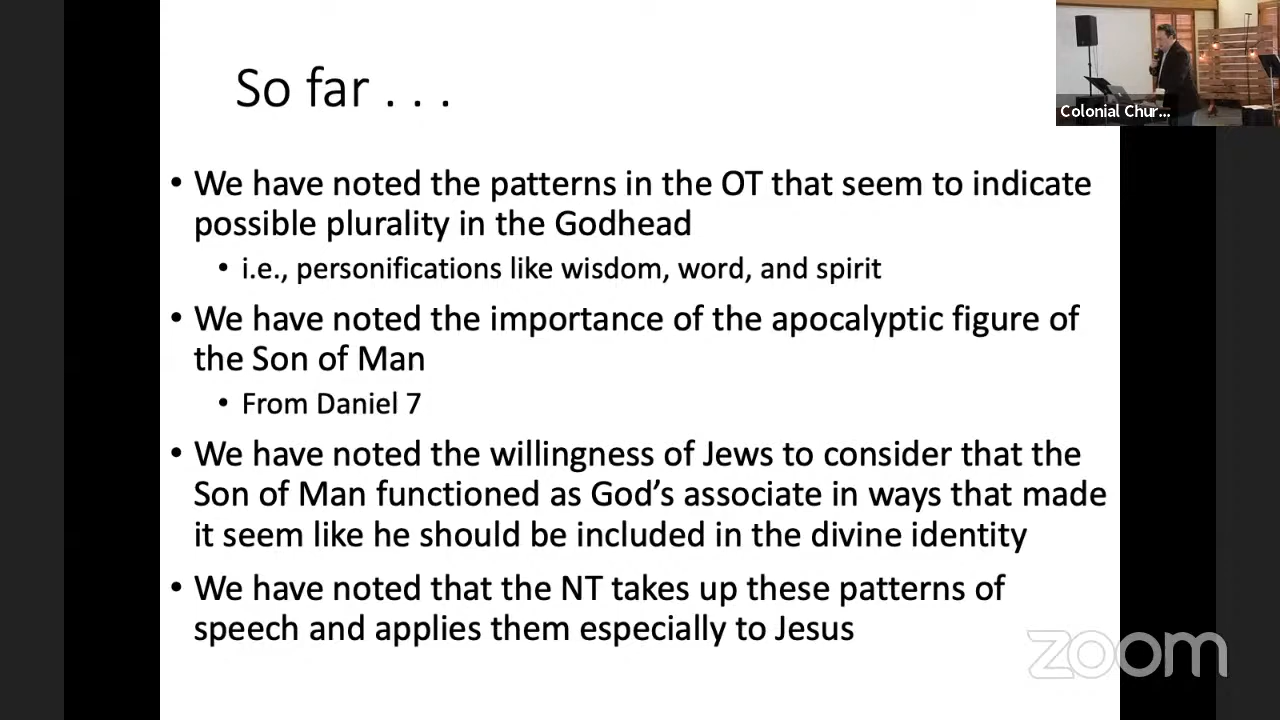 So far . . .
Colonial Chur...
• We have noted the patterns in the OT that seem to indicate
possible plurality in the Godhead
• i.e., personifications like wisdom, word, and spirit
• We have noted the importance of the apocalyptic figure of
the Son of Man
• From Daniel 7
• We have noted the willingness of Jews to consider that the
Son of Man functioned as God’s associate in ways that made
it seem like he should be included in the divine identity
• We have noted that the NT takes up these patterns of
speech and applies them especially to Jesus
zoom